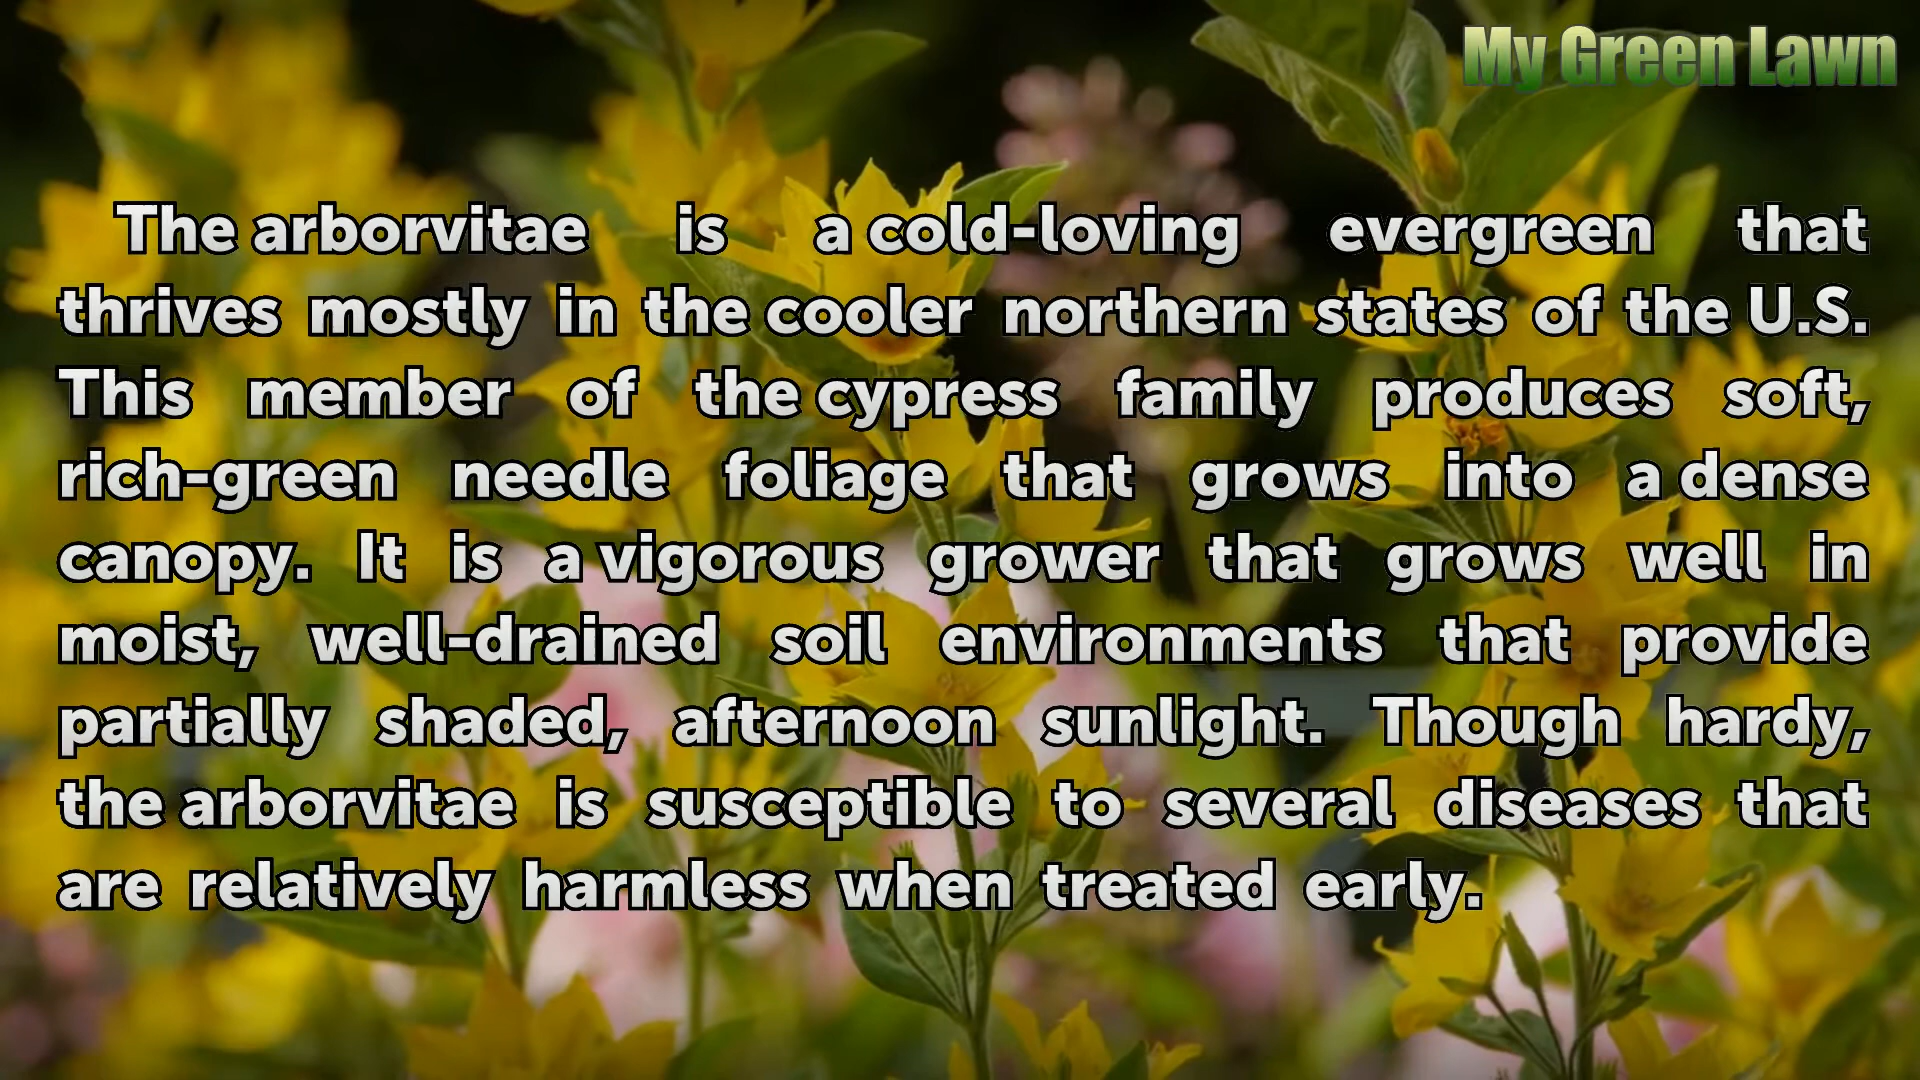 My Green Lawn
The arborvitae is a cold-loving evergreen that
thrives mostly in the cooler northern states of the U.S.
This member of the cypress family produces soft,
rich-green needle foliage that grows into a dense
canopy. It is a vigorous grower that grows well in
moist, well-drained soil environments that provide
partially shaded, afternoon sunlight. Though hardy,
the arborvitae is susceptible to several diseases that
are relatively harmless when treated early.